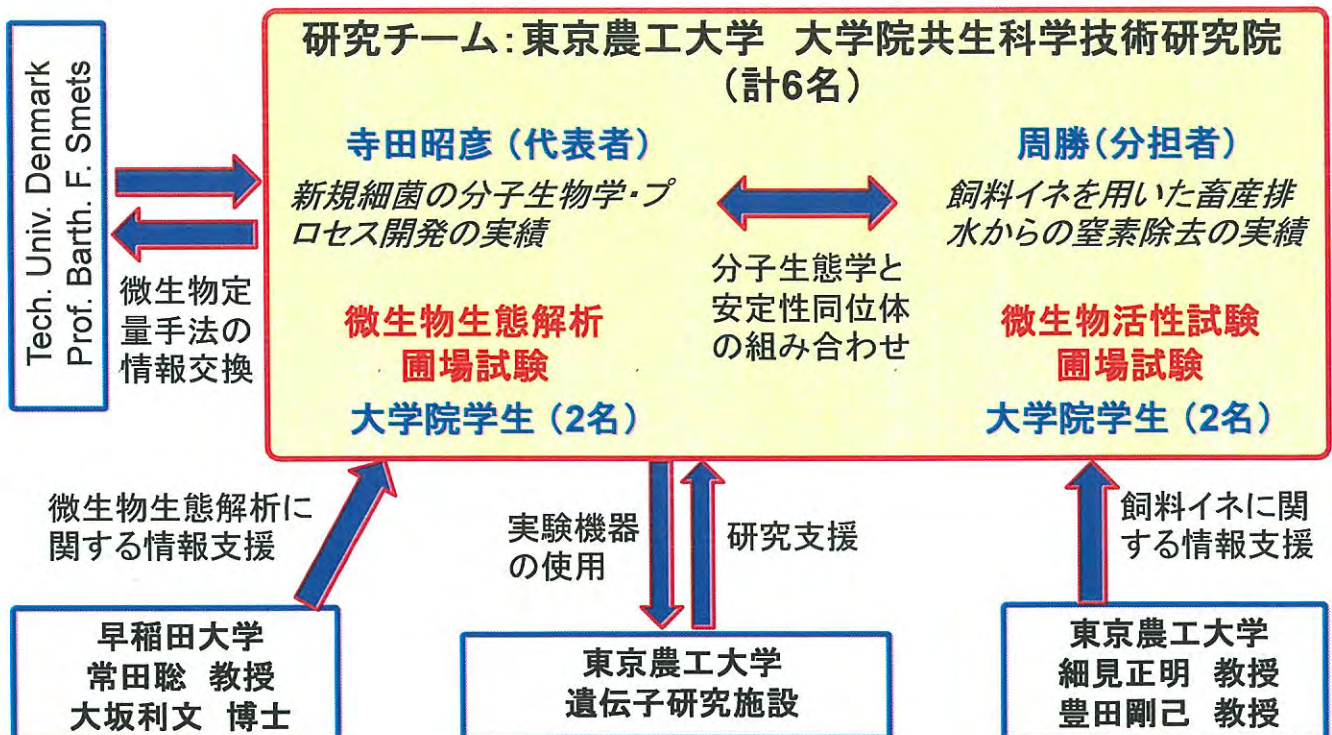 研究チーム:東京農工大学 大学院共生科学技術研究院
(計6名)
Tech. Univ. Denmark
Prof. Barth. F. Smets
寺田昭彦(代表者)
新規細菌の分子生物学・プ
ロセス開発の実績
微生物生態解析
圃場試験
大学院学生(2名)
周勝(分担者)
飼料イネを用いた畜産排
水からの窒素除去の実績
微生物活性試験
圃場試験
大学院学生(2名)
分子生態学と
安定性同位体
の組み合わせ
微生物定
量手法の
情報交換
微生物生態解析に
関する情報支援
実験機器
の使用
研究支援
飼料イネに関
する情報支援
早稲田大学
常田聡 教授
大坂利文 博士
東京農工大学
遺伝子研究施設
東京農工大学
細見正明 教授
豊田剛己 教授